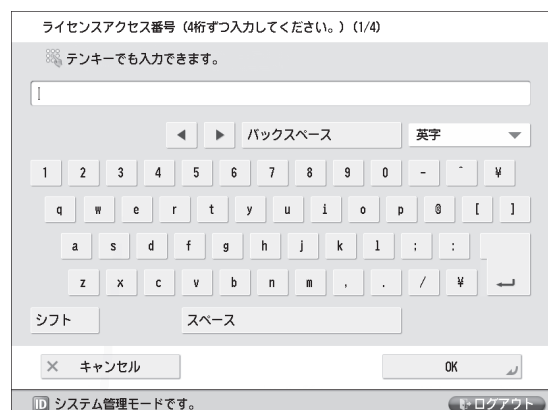 ライセンスアクセス番号 (4桁ずつ入力してください。) (1/4)
テンキーでも入力できます。
◀ ▶ バックスペース 英字 ▼
1 2 3 4 5 6 7 8 9 0 - ^ ¥
q w e r t y u i o p @ [ ]
a s d f g h j k l ; :
z x c v b n m , . / ¥
シフト スペース
× キャンセル OK
ID システム管理モードです。 ログアウト